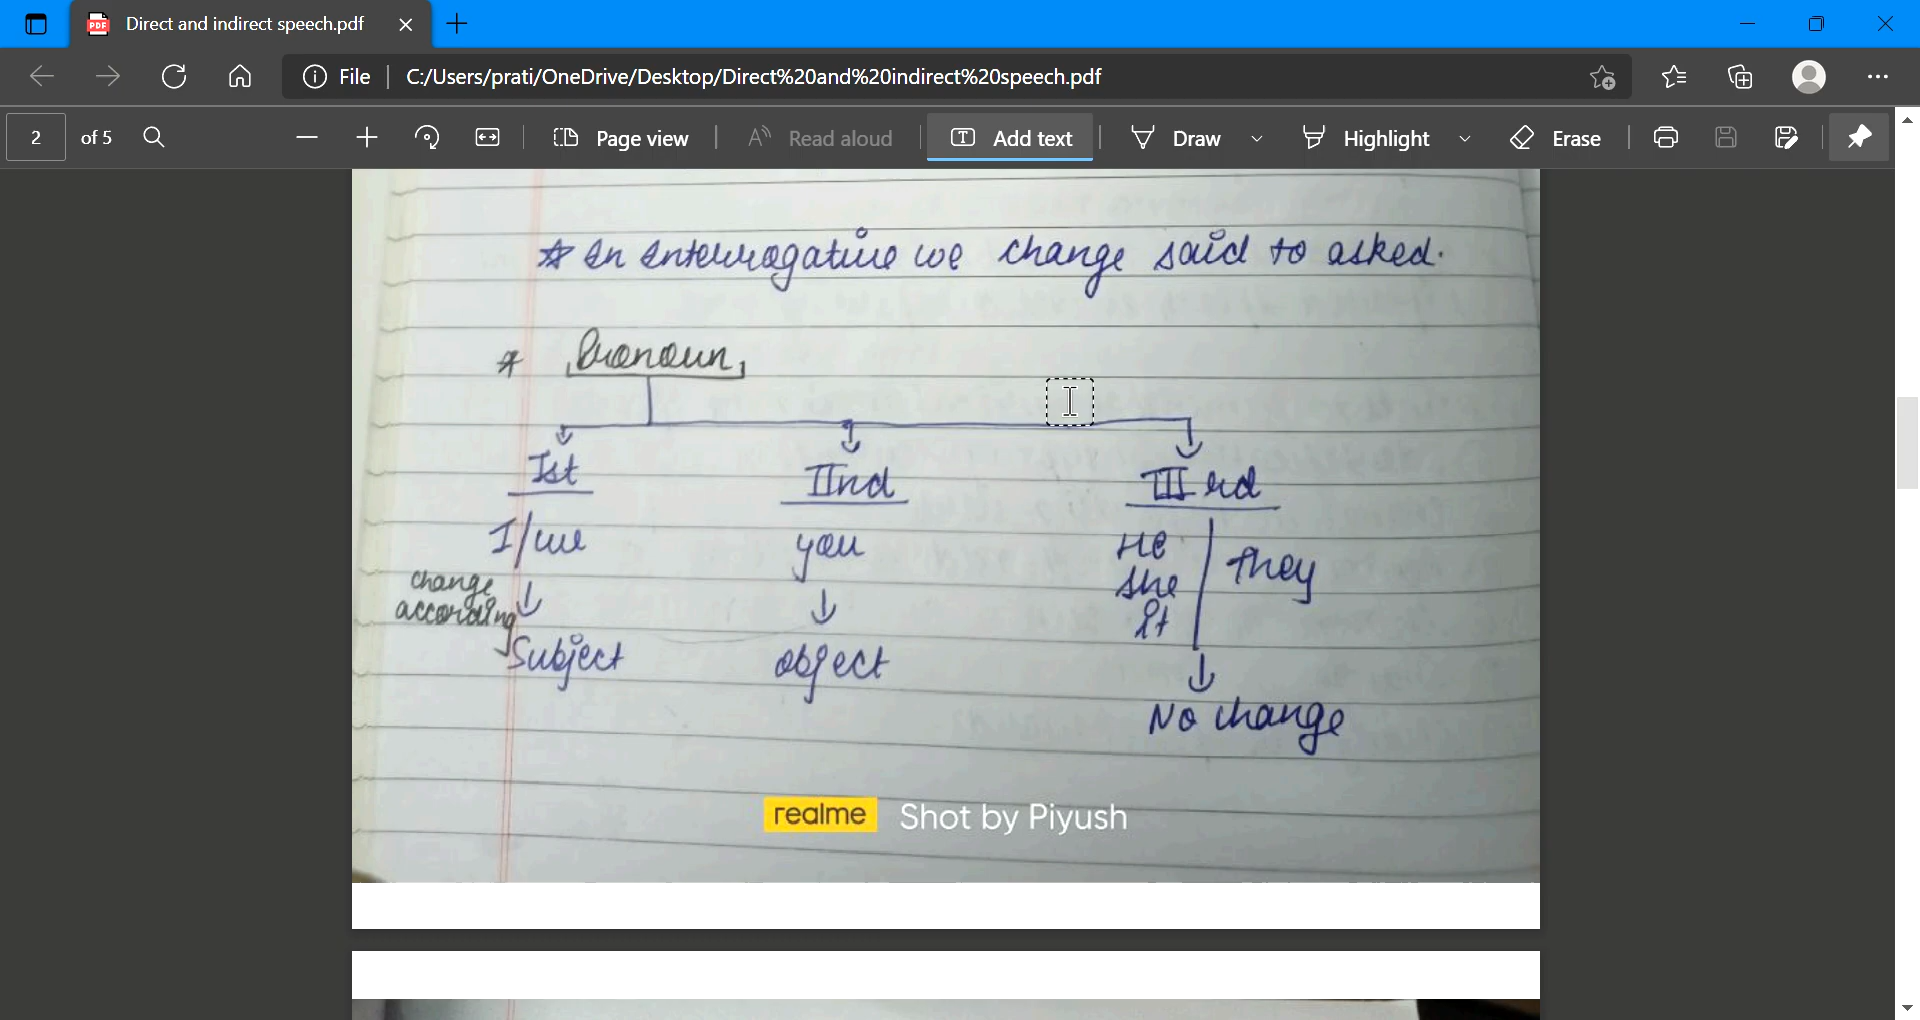 Direct and indirect speech.pdf
File C:/Users/prati/OneDrive/Desktop/Direct%20and%20indirect%20speech.pdf
2 of 5 Page view Read aloud Add text Draw Highlight Erase
* In Interrogative we change said to asked.
* Pronoun
Ist IInd IIIrd
I/we you He she It they
change according
Subject object
No change
realme Shot by Piyush